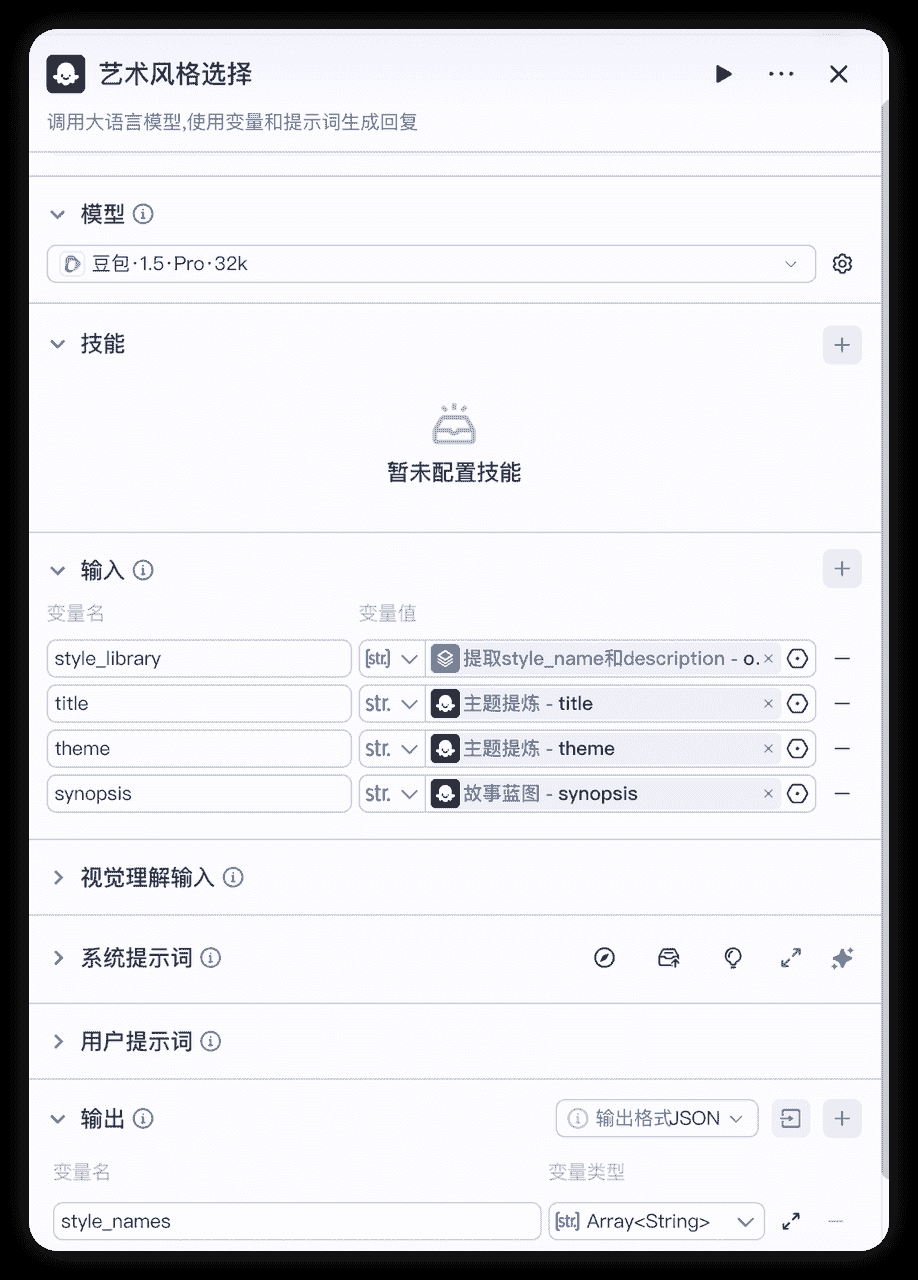 艺术风格选择
调用大语言模型,使用变量和提示词生成回复
模型
豆包·1.5·Pro·32k
技能
暂未配置技能
输入
变量名 变量值
style_library [str.] 提取style_name和description - o.
title str. 主题提炼 - title
theme str. 主题提炼 - theme
synopsis str. 故事蓝图 - synopsis
视觉理解输入
系统提示词
用户提示词
输出 输出格式JSON
变量名 变量类型
style_names [str.] Array<String>